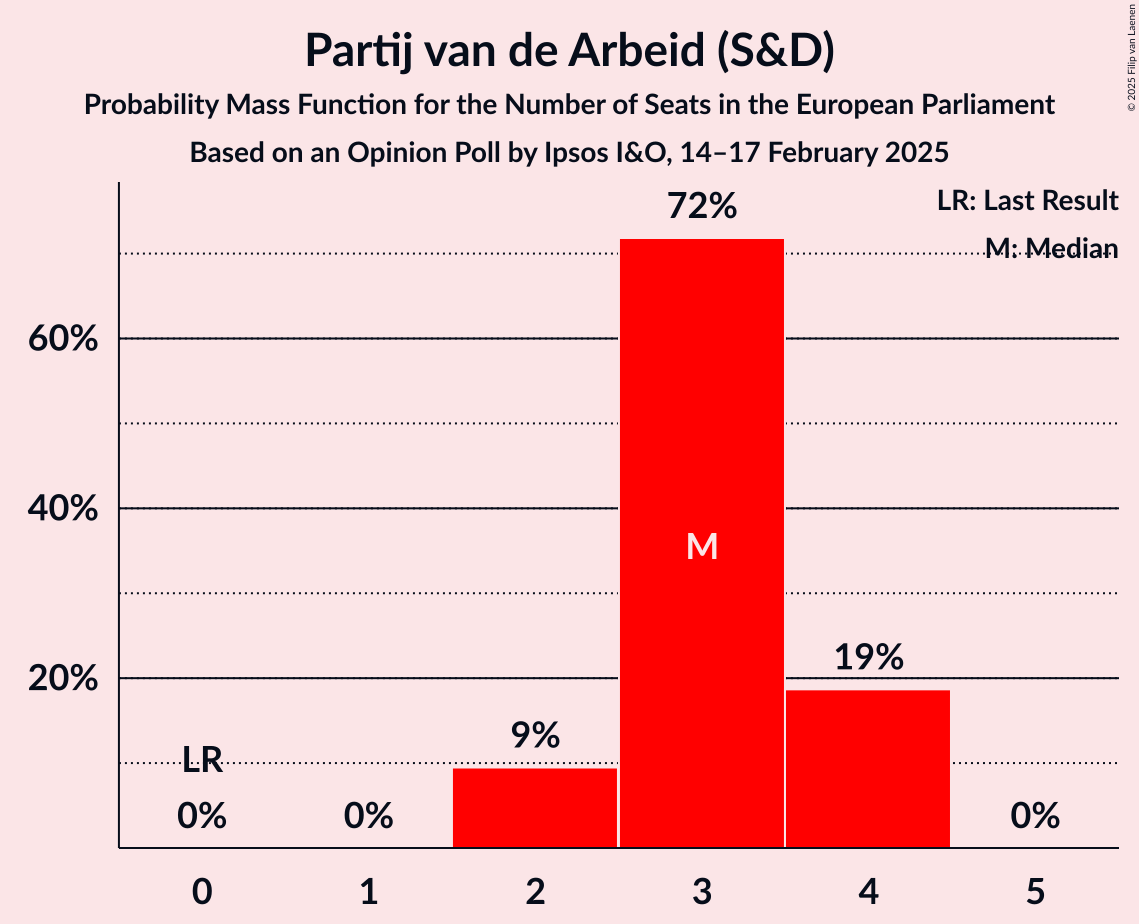 Partij van de Arbeid (S&D)
Probability Mass Function for the Number of Seats in the European Parliament
Based on an Opinion Poll by Ipsos I&O, 14–17 February 2025
© 2025 Filip van Laenen
LR: Last Result
M: Median
72%
60%
40%
M
20%
19%
9%
LR
0%
0%
0%
0
1
2
3
4
5